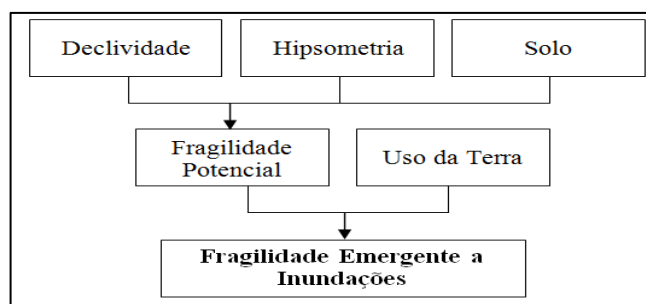 Declividade
Hipsometria
Solo
Fragilidade
Potencial
Uso da Terra
Fragilidade Emergente a
Inundações